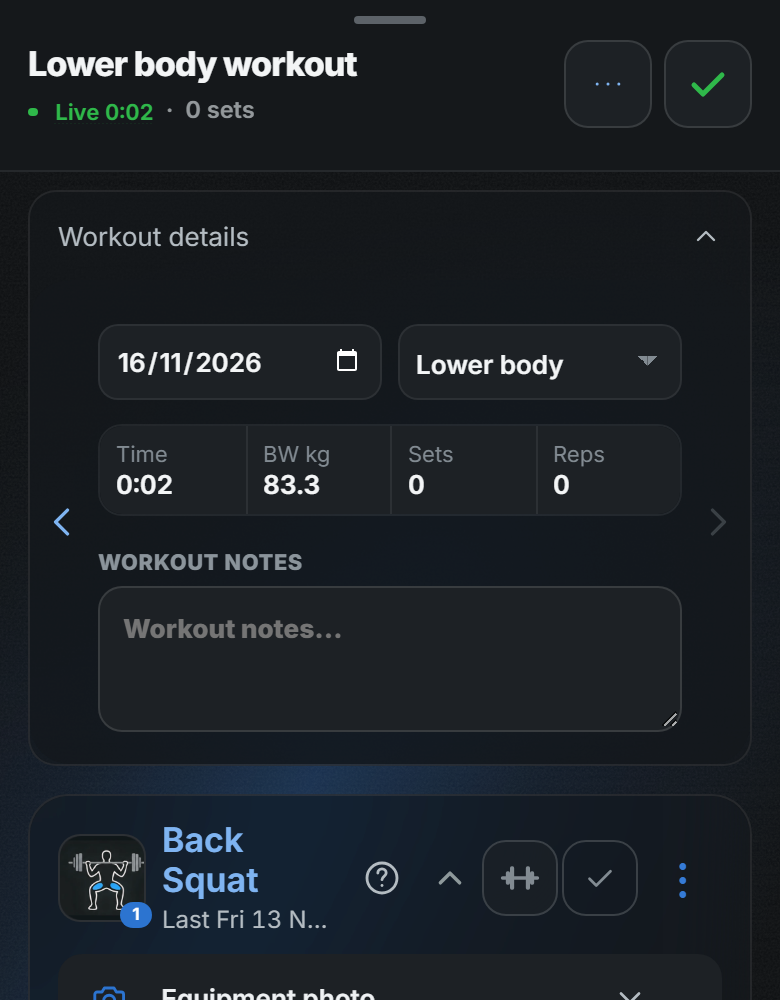 Lower body workout
Live 0:02 · 0 sets
Workout details
16/11/2026
Lower body
Time
0:02
BW kg
83.3
Sets
0
Reps
0
WORKOUT NOTES
Workout notes...
Back
Squat
1
Last Fri 13 N...
Equipment photo